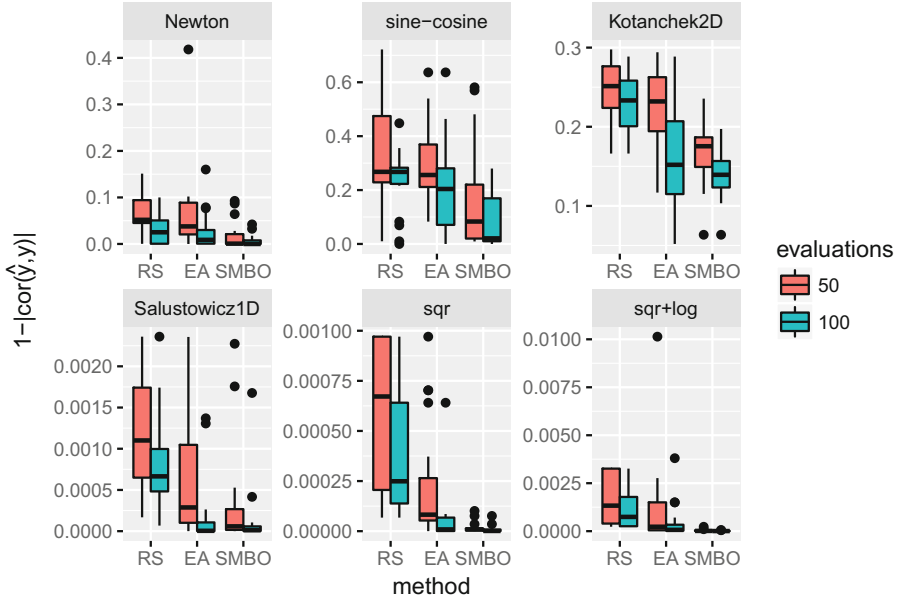 Newton
sine−cosine
Kotanchek2D
0.4
0.3
0.2
0.1
0.0
0.6
0.4
0.2
0.0
0.3
0.2
0.1
RS EA SMBO
RS EA SMBO
RS EA SMBO
Salustowicz1D
sqr
sqr+log
0.0020
0.0015
0.0010
0.0005
0.0000
0.00100
0.00075
0.00050
0.00025
0.00000
0.0100
0.0075
0.0050
0.0025
0.0000
RS EA SMBO
RS EA SMBO
RS EA SMBO
method
1−|cor(ŷ,y)|
evaluations
50
100